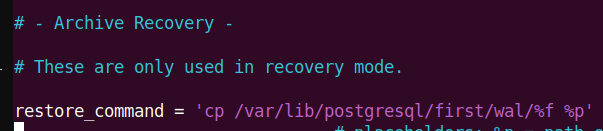 # - Archive Recovery -
# These are only used in recovery mode.
restore_command = 'cp /var/lib/postgresql/first/wal/%f %p'